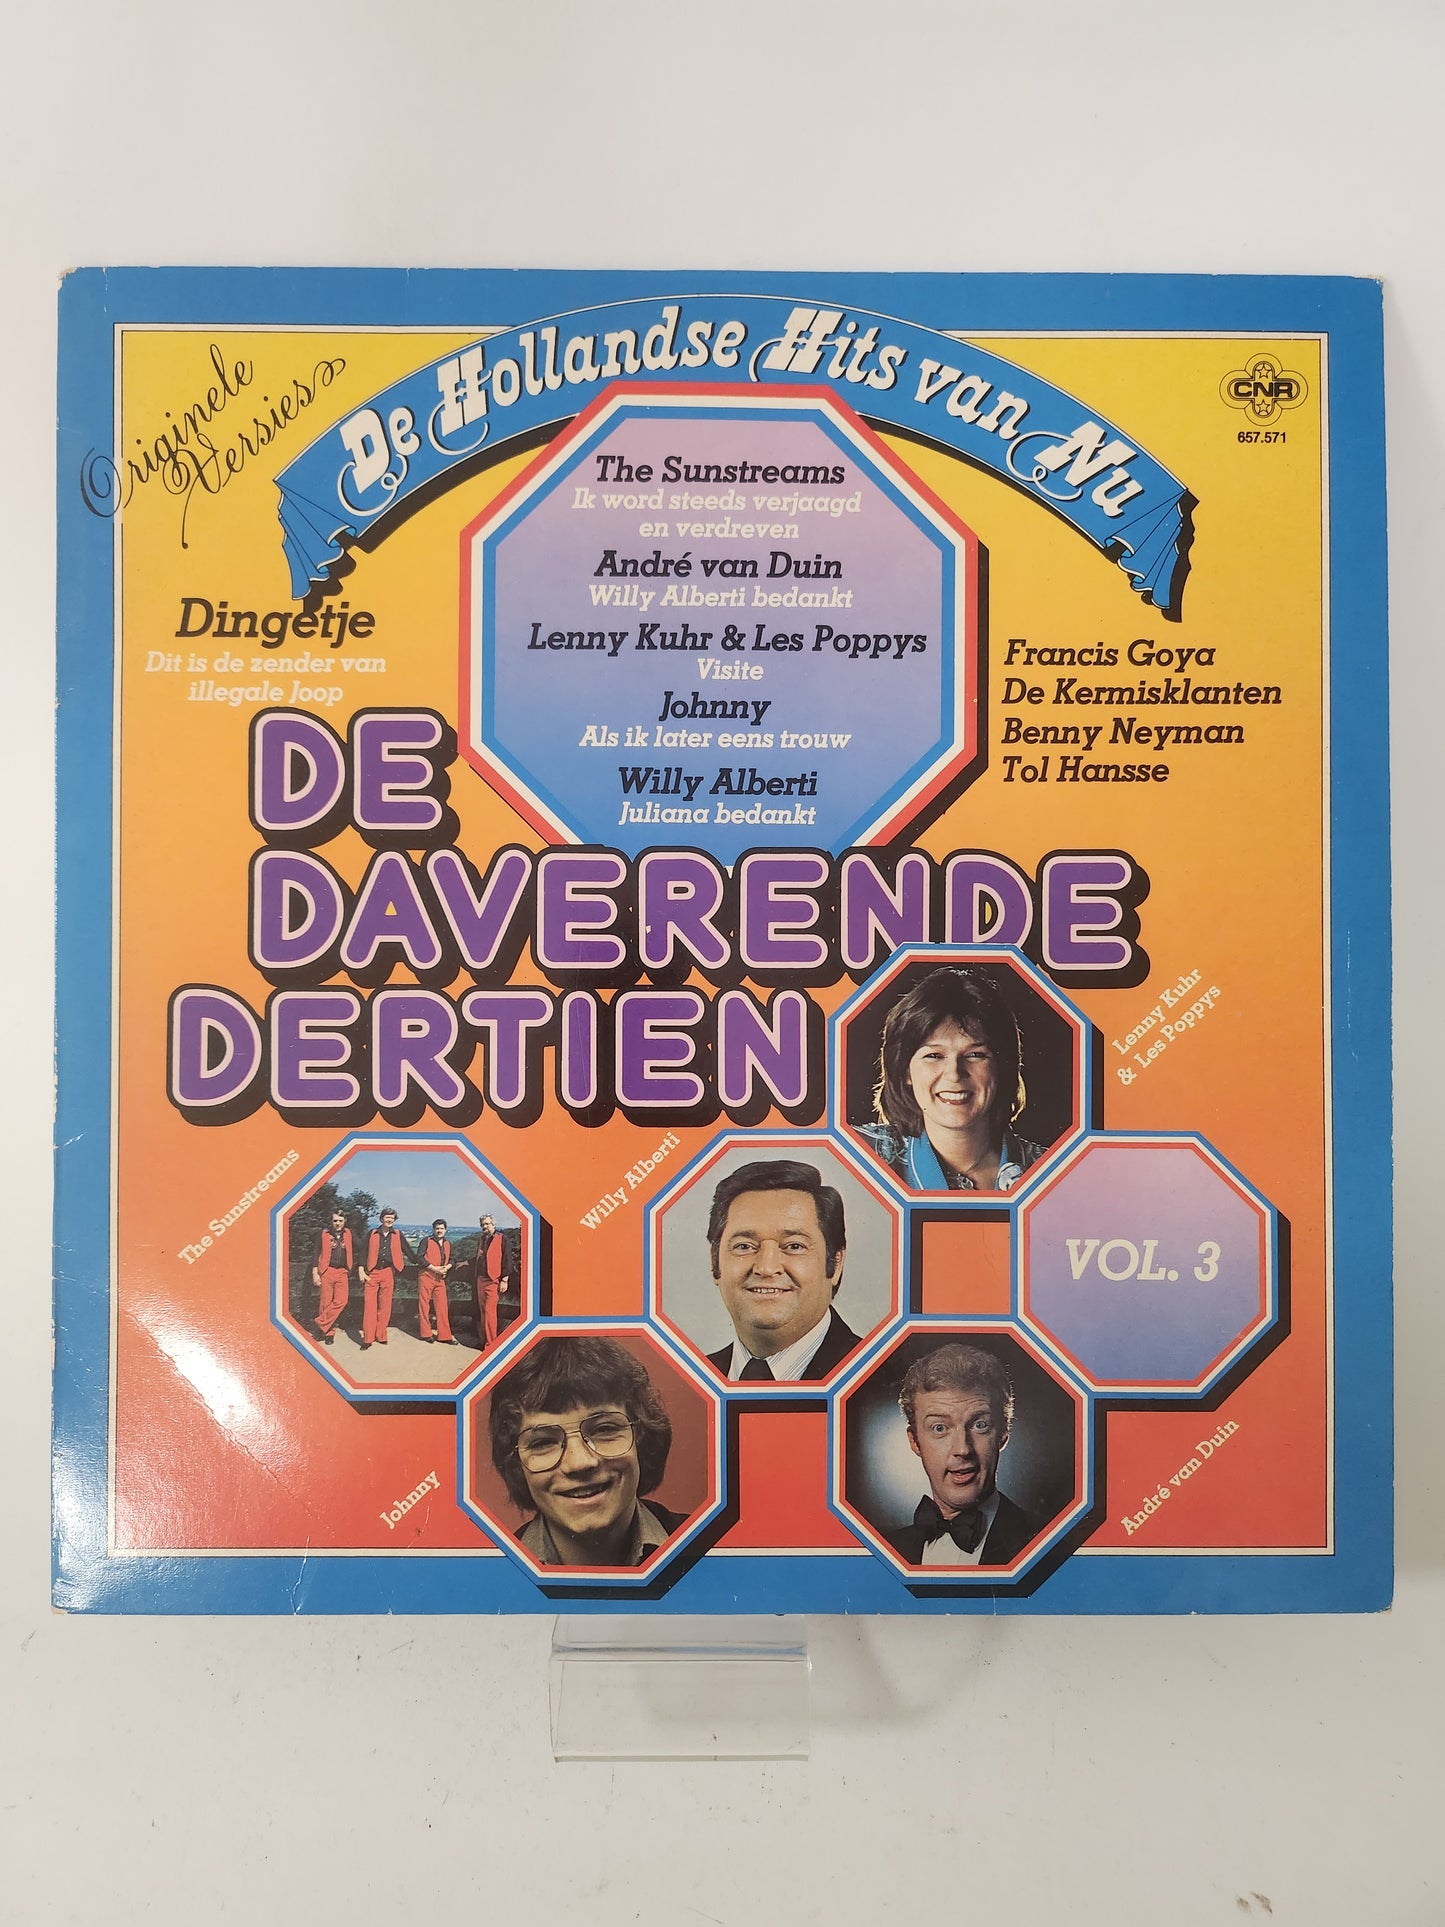 De Hollandse Hits van Nu
Originele
Versies
CNR
657.571
The Sunstreams
Ik word steeds verjaagd
en verdreven
André van Duin
Willy Alberti bedankt
Lenny Kuhr & Les Poppys
Visite
Johnny
Als ik later eens trouw
Willy Alberti
Juliana bedankt
Dingetje
Dit is de zender van
illegale Joop
Francis Goya
De Kermisklanten
Benny Neyman
Tol Hansse
DE
DAVERENDE
DERTIEN
Lenny Kuhr
& Les Poppys
The Sunstreams
Willy Alberti
VOL. 3
Johnny
André van Duin